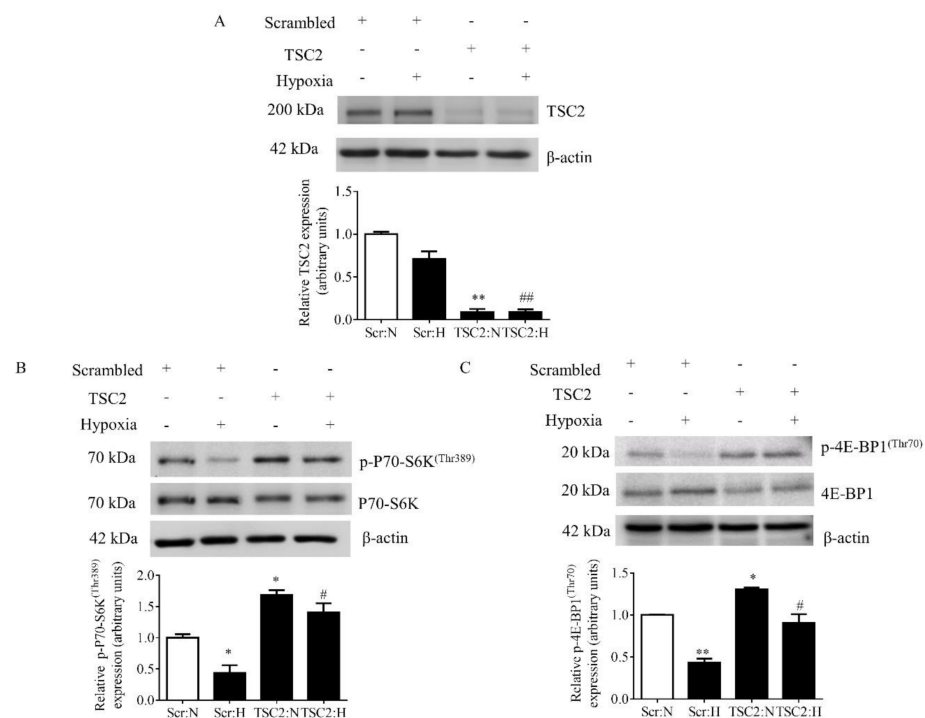 A
Scrambled + + - -
TSC2 - - + +
Hypoxia - + - +
200 kDa TSC2
42 kDa β-actin
Relative TSC2 expression
(arbitrary units)
1.5
1.0
0.5
0.0
** ##
Scr:N Scr:H TSC2:N TSC2:H
B
Scrambled + + - -
TSC2 - - + +
Hypoxia - + - +
70 kDa p-P70-S6K(Thr389)
70 kDa P70-S6K
42 kDa β-actin
Relative p-P70-S6K(Thr389)
expression (arbitrary units)
2.0
1.5
1.0
0.5
0.0
* * #
Scr:N Scr:H TSC2:N TSC2:H
C
Scrambled + + - -
TSC2 - - + +
Hypoxia - + - +
20 kDa p-4E-BP1(Thr70)
20 kDa 4E-BP1
42 kDa β-actin
Relative p-4E-BP1(Thr70)
expression (arbitrary units)
1.5
1.0
0.5
0.0
** * #
Scr:N Scr:H TSC2:N TSC2:H